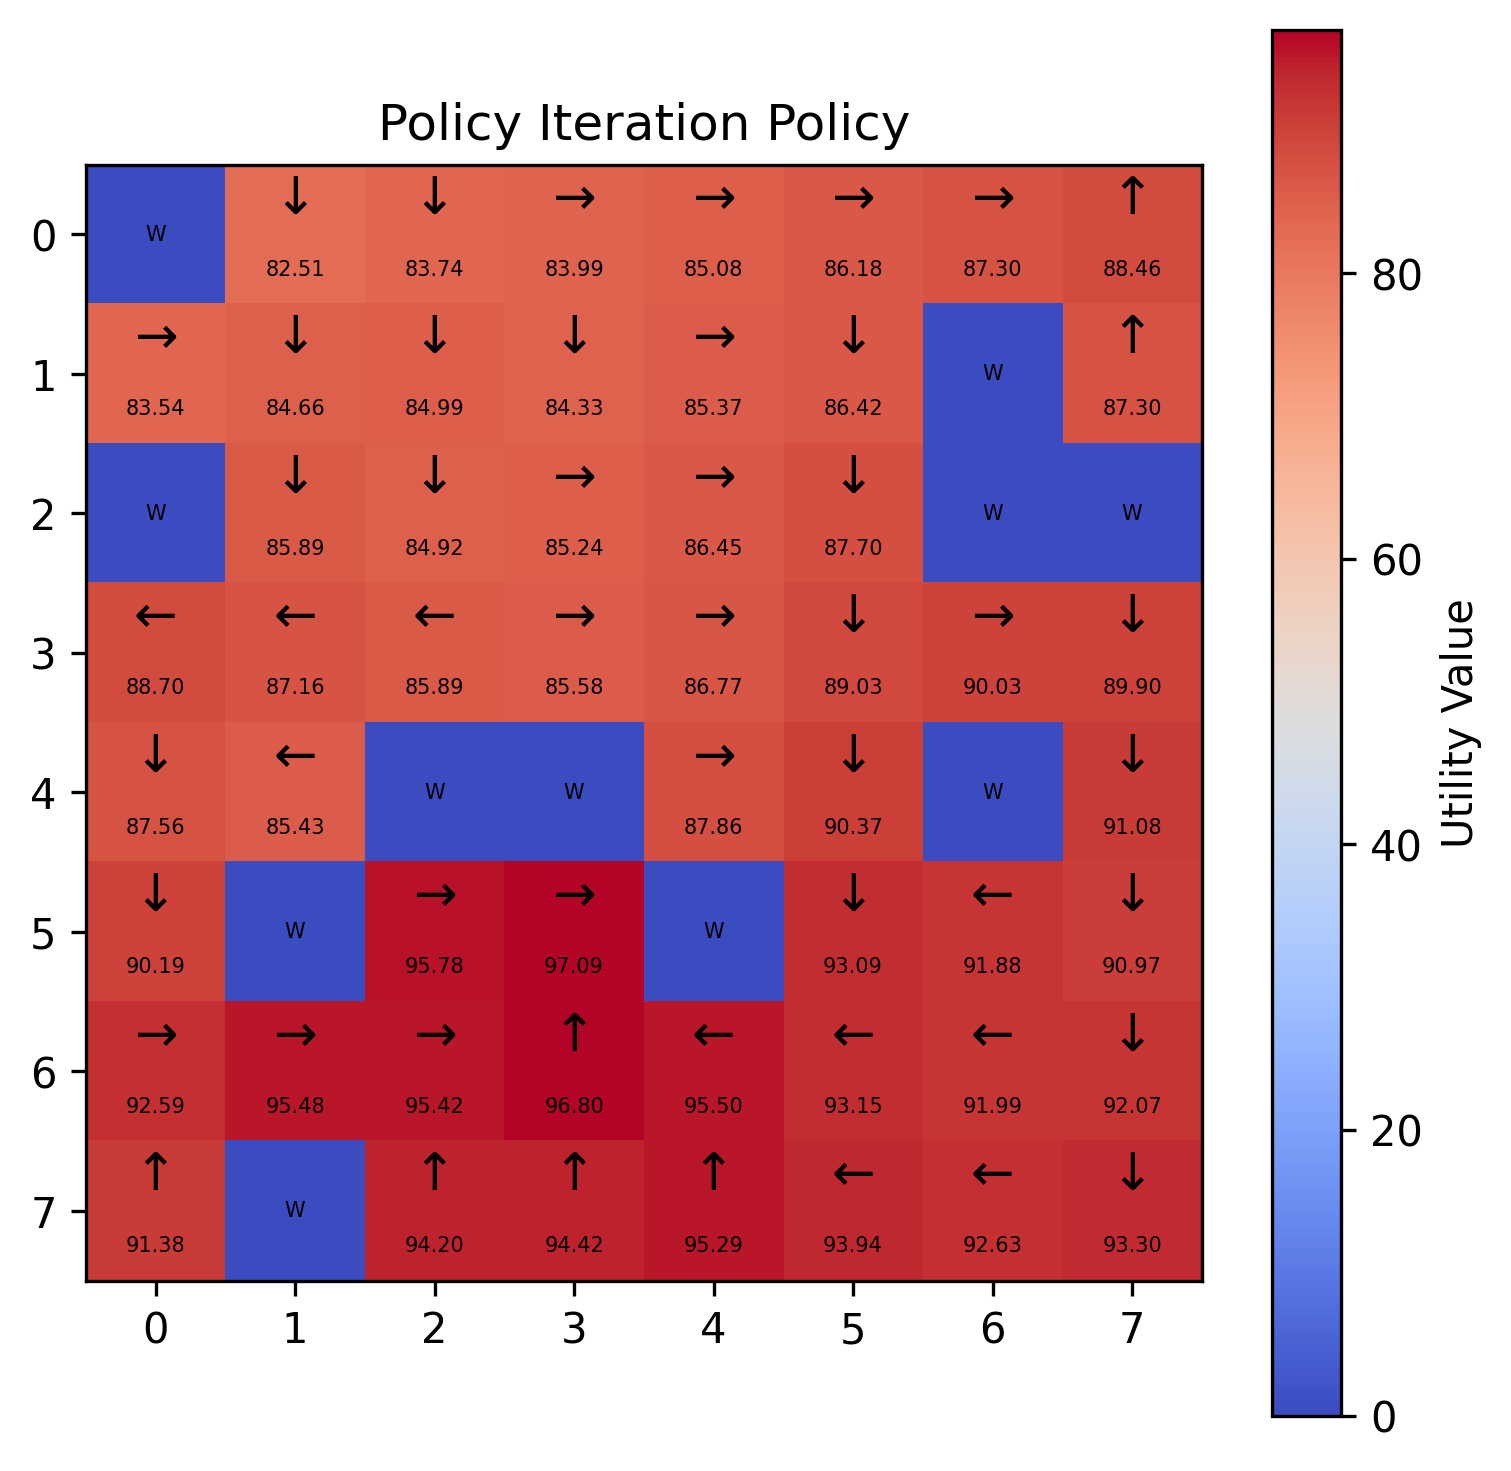 Policy Iteration Policy
0 W ↓ ↓ → → → → ↑
82.51 83.74 83.99 85.08 86.18 87.30 88.46
1 → ↓ ↓ ↓ → ↓ W ↑
83.54 84.66 84.99 84.33 85.37 86.42 87.30
2 W ↓ ↓ → → ↓ W W
85.89 84.92 85.24 86.45 87.70
3 ← ← ← → → ↓ → ↓
88.70 87.16 85.89 85.58 86.77 89.03 90.03 89.90
4 ↓ ← W W → ↓ W ↓
87.56 85.43 87.86 90.37 91.08
5 ↓ W → → W ↓ ← ↓
90.19 95.78 97.09 93.09 91.88 90.97
6 → → → ↑ ← ← ← ↓
92.59 95.48 95.42 96.80 95.50 93.15 91.99 92.07
7 ↑ W ↑ ↑ ↑ ← ← ↓
91.38 94.20 94.42 95.29 93.94 92.63 93.30
0 1 2 3 4 5 6 7
80
60
40
20
0
Utility Value